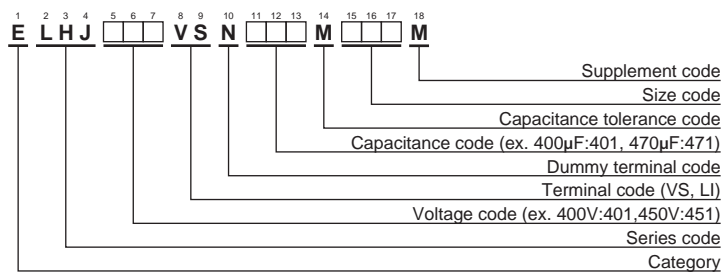 1 2 3 4 5 6 7 8 9 10 11 12 13 14 15 16 17 18
E LHJ □□□ VS N □□□ M □□□ M
Supplement code
Size code
Capacitance tolerance code
Capacitance code (ex. 400μF:401, 470μF:471)
Dummy terminal code
Terminal code (VS, LI)
Voltage code (ex. 400V:401,450V:451)
Series code
Category